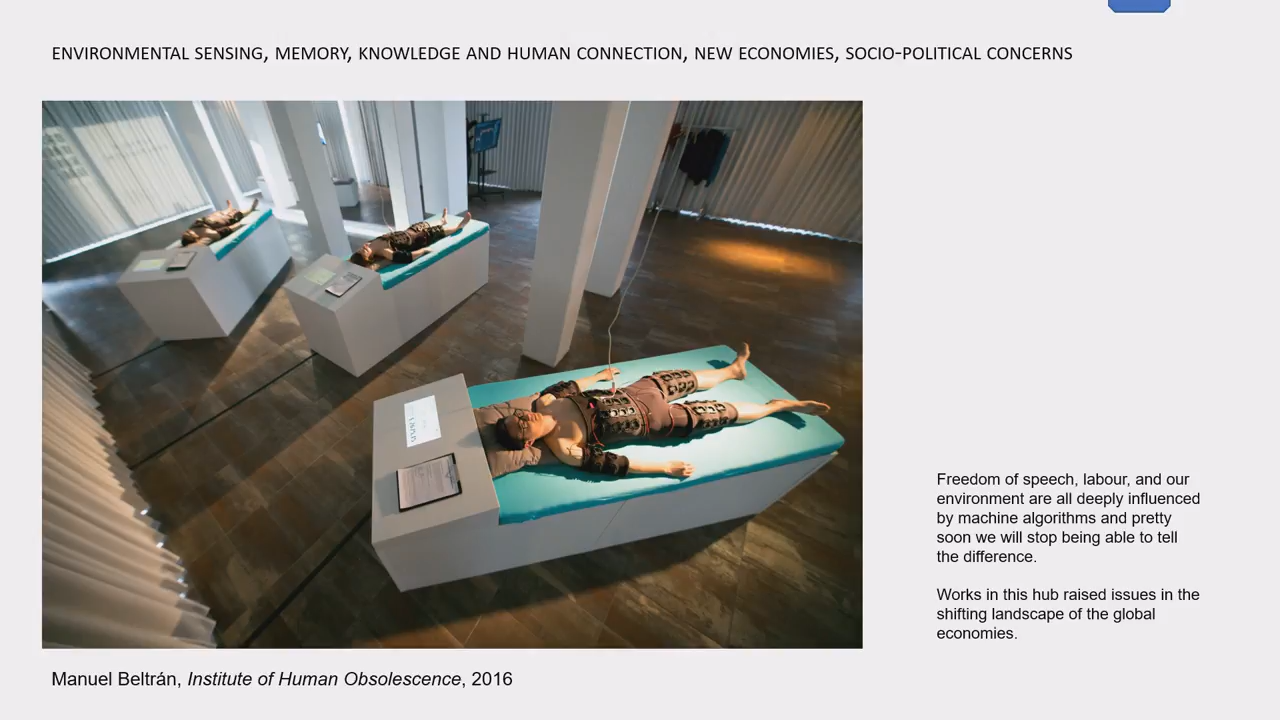 ENVIRONMENTAL SENSING, MEMORY, KNOWLEDGE AND HUMAN CONNECTION, NEW ECONOMIES, SOCIO-POLITICAL CONCERNS
Freedom of speech, labour, and our
environment are all deeply influenced
by machine algorithms and pretty
soon we will stop being able to tell
the difference.
Works in this hub raised issues in the
shifting landscape of the global
economies.
Manuel Beltrán, Institute of Human Obsolescence, 2016